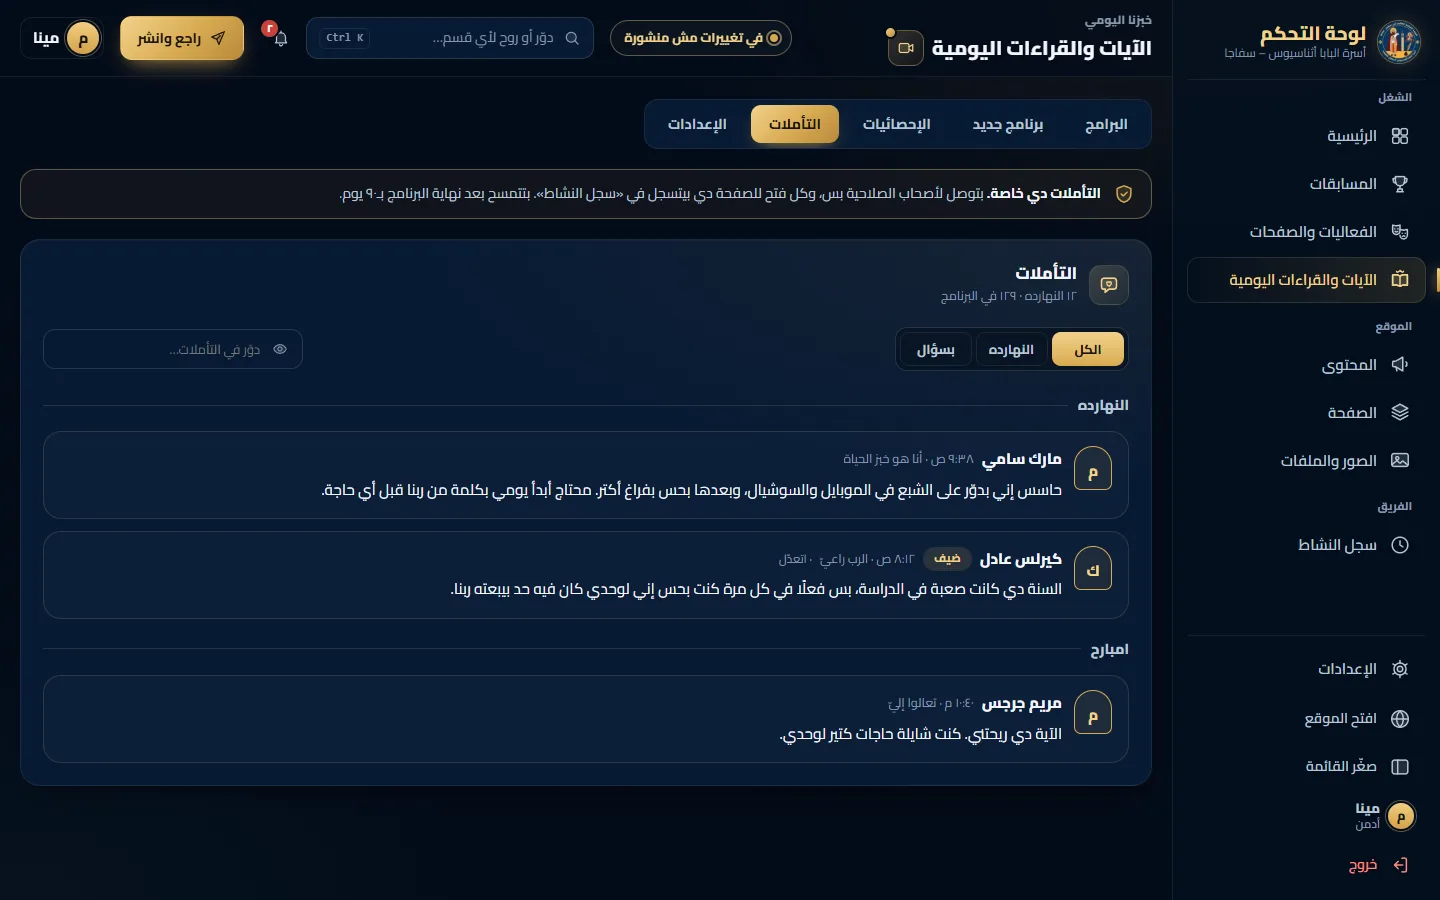 لوحة التحكم
أسرة البابا أثناسيوس – سفاجا
الشغل
الرئيسية
المسابقات
الفعاليات والصفحات
الآيات والقراءات اليومية
الموقع
المحتوى
الصفحة
الصور والملفات
الفريق
سجل النشاط
الإعدادات
افتح الموقع
صغّر القائمة
م
مينا
أدمن
خروج
خبزنا اليومي
الآيات والقراءات اليومية
في تغييرات مش منشورة
دوّر أو روح لأي قسم...
Ctrl K
٢
راجع وانشر
م
مينا
البرامج
برنامج جديد
الإحصائيات
التأملات
الإعدادات
التأملات دي خاصة. بتوصل لأصحاب الصلاحية بس، وكل فتح للصفحة دي بيتسجل في «سجل النشاط». بتتمسح بعد نهاية البرنامج بـ٩٠ يوم.
التأملات
١٢ النهارده · ١٢٩ في البرنامج
الكل
النهارده
بسؤال
دوّر في التأملات...
النهارده
م
مارك سامي ٩:٣٨ ص · أنا هو خبز الحياة
حاسس إني بدوّر على الشبع في الموبايل والسوشيال، وبعدها بحس بفراغ أكتر. محتاج أبدأ يومي بكلمة من ربنا قبل أي حاجة.
ك
كيرلس عادل ضيف ٨:١٢ ص · الرب راعيّ · اتعدّل
السنة دي كانت صعبة في الدراسة، بس فعلًا في كل مرة كنت بحس إني لوحدي كان فيه حد بيبعته ربنا.
امبارح
م
مريم جرجس ١٠:٤٠ م · تعالوا إليّ
الآية دي ريحتني. كنت شايلة حاجات كتير لوحدي.